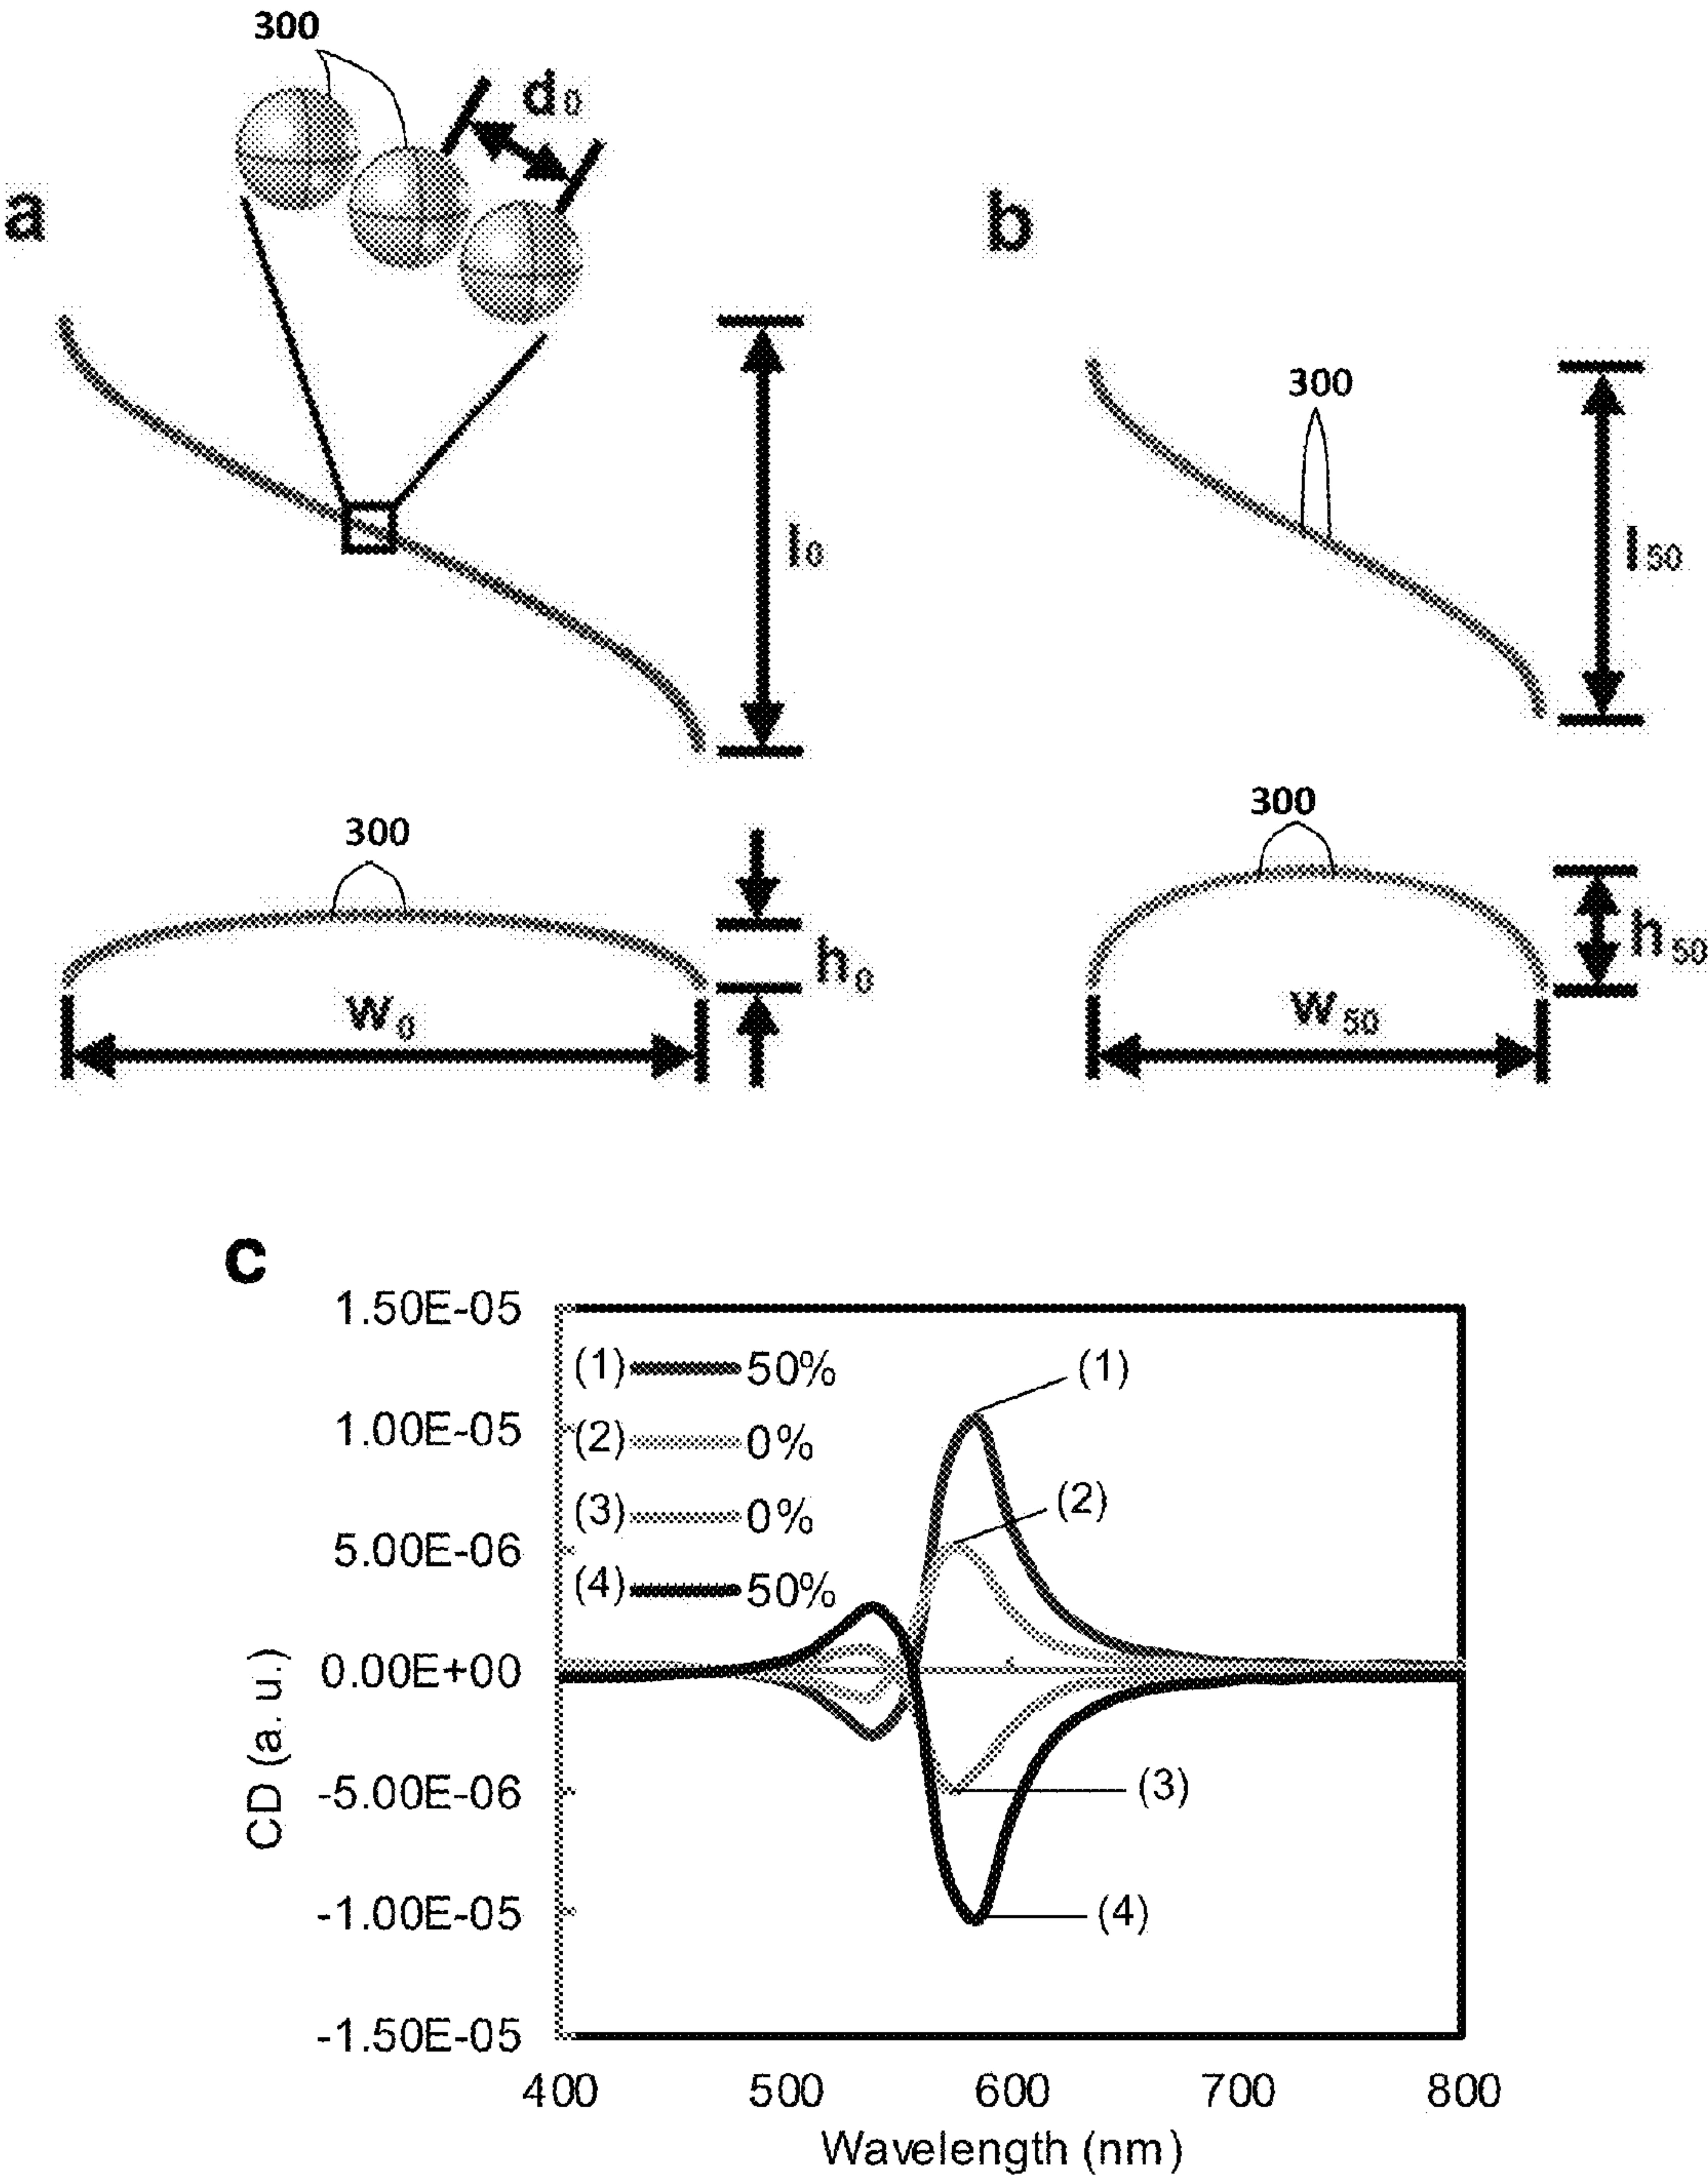 300
d0
a
b
l0
300
l50
300
h0
w0
300
h50
w50
c
1.50E-05
1.00E-05
5.00E-06
0.00E+00
-5.00E-06
-1.00E-05
-1.50E-05
CD (a. u.)
(1) 50%
(2) 0%
(3) 0%
(4) 50%
(1)
(2)
(3)
(4)
400 500 600 700 800
Wavelength (nm)